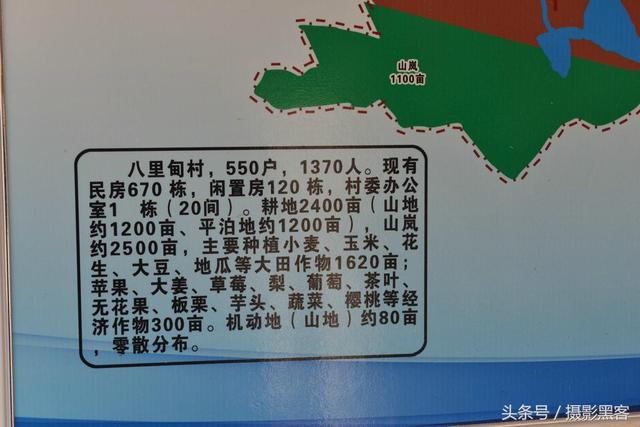 山岚
1100亩
八里甸村，550户，1370人。现有
民房670栋，闲置房120栋，村委办公
室1 栋（20间）。耕地2400亩（山地
约1200亩、平泊地约1200亩），山岚
约2500亩，主要种植小麦、玉米、花
生、大豆、地瓜等大田作物1620亩；
苹果、大姜、草莓、梨、葡萄、茶叶、
无花果、板栗、芋头、蔬菜、樱桃等经
济作物300亩。机动地（山地）约80亩
，零散分布。
头条号／摄影黑客